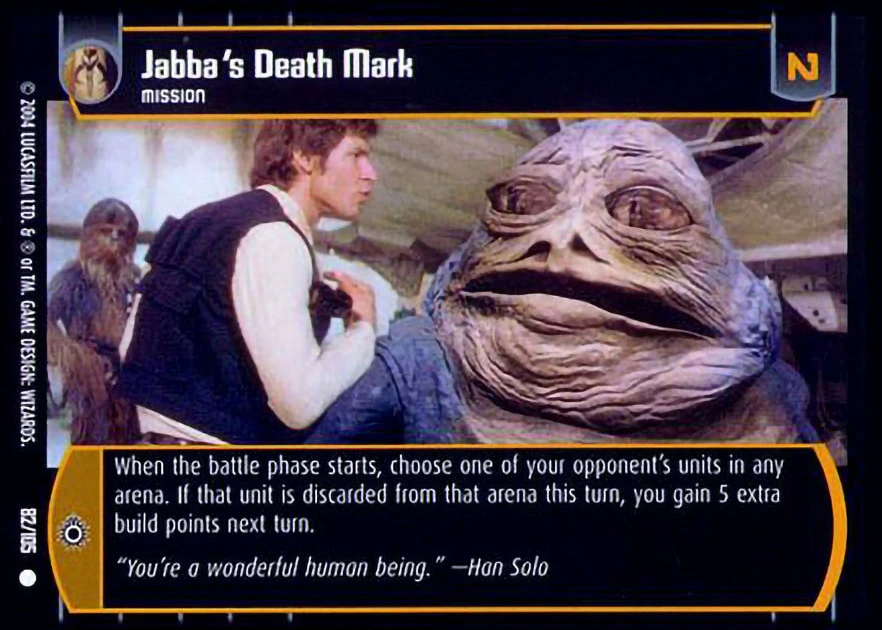 Jabba's Death Mark
MISSION
2
When the battle phase starts, choose one of your opponent's units in any
arena. If that unit is discarded from that arena this turn, you gain 5 extra
build points next turn.
"You're a wonderful human being." —Han Solo
© 2004 LUCASFILM LTD. & ® or TM. GAME DESIGN: WIZARDS.
82/105